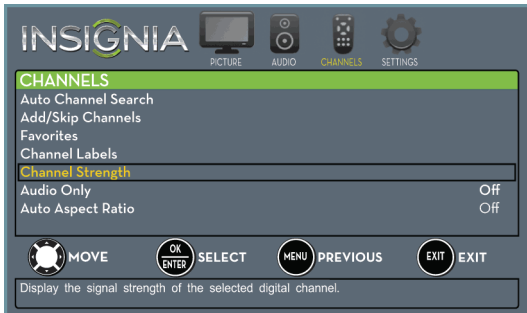 INSIGNIA
PICTURE AUDIO CHANNELS SETTINGS
CHANNELS
Auto Channel Search
Add/Skip Channels
Favorites
Channel Labels
Channel Strength
Audio Only Off
Auto Aspect Ratio Off
MOVE OK ENTER SELECT MENU PREVIOUS EXIT EXIT
Display the signal strength of the selected digital channel.